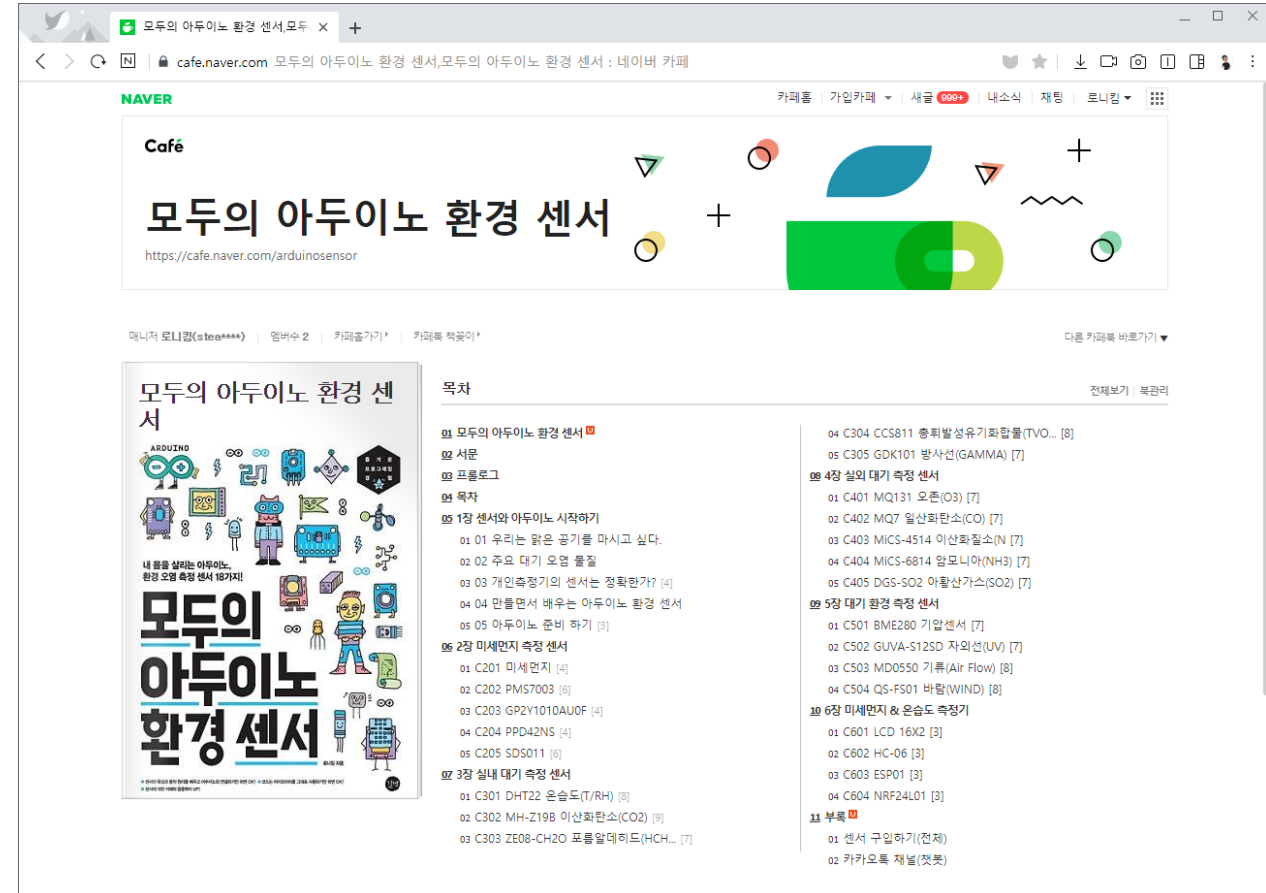 모두의 아두이노 환경 센서,모두
N cafe.naver.com 모두의 아두이노 환경 센서,모두의 아두이노 환경 센서 : 네이버 카페
NAVER
카페홈 가입카페 새글 999+ 내소식 채팅 로니킴
Café
모두의 아두이노 환경 센서
https://cafe.naver.com/arduinosensor
매니저 로니킴(stea****) 멤버수 2 카페홈가기 카페북 책꽂이
다른 카페북 바로가기
모두의 아두이노 환경 센
서
ARDUINO
즐거운
프로그래밍
경험
내 몸을 살리는 아두이노,
환경 오염 측정 센서 18가지!
모두의
아두이노
환경 센서
로니킴 지음
길벗
목차
전체보기 북관리
01 모두의 아두이노 환경 센서
02 서문
03 프롤로그
04 목차
05 1장 센서와 아두이노 시작하기
01 01 우리는 맑은 공기를 마시고 싶다.
02 02 주요 대기 오염 물질
03 03 개인측정기의 센서는 정확한가? [4]
04 04 만들면서 배우는 아두이노 환경 센서
05 05 아두이노 준비 하기 [3]
06 2장 미세먼지 측정 센서
01 C201 미세먼지 [4]
02 C202 PMS7003 [6]
03 C203 GP2Y1010AU0F [4]
04 C204 PPD42NS [4]
05 C205 SDS011 [6]
07 3장 실내 대기 측정 센서
01 C301 DHT22 온습도(T/RH) [8]
02 C302 MH-Z19B 이산화탄소(CO2) [9]
03 C303 ZE08-CH2O 포름알데히드(HCH... [7]
04 C304 CCS811 총휘발성유기화합물(TVO... [8]
05 C305 GDK101 방사선(GAMMA) [7]
08 4장 실외 대기 측정 센서
01 C401 MQ131 오존(O3) [7]
02 C402 MQ7 일산화탄소(CO) [7]
03 C403 MiCS-4514 이산화질소(N [7]
04 C404 MiCS-6814 암모니아(NH3) [7]
05 C405 DGS-SO2 아황산가스(SO2) [7]
09 5장 대기 환경 측정 센서
01 C501 BME280 기압센서 [7]
02 C502 GUVA-S12SD 자외선(UV) [7]
03 C503 MD0550 기류(Air Flow) [8]
04 C504 QS-FS01 바람(WIND) [8]
10 6장 미세먼지 & 온습도 측정기
01 C601 LCD 16X2 [3]
02 C602 HC-06 [3]
03 C603 ESP01 [3]
04 C604 NRF24L01 [3]
11 부록
01 센서 구입하기(전체)
02 카카오톡 채널(챗봇)